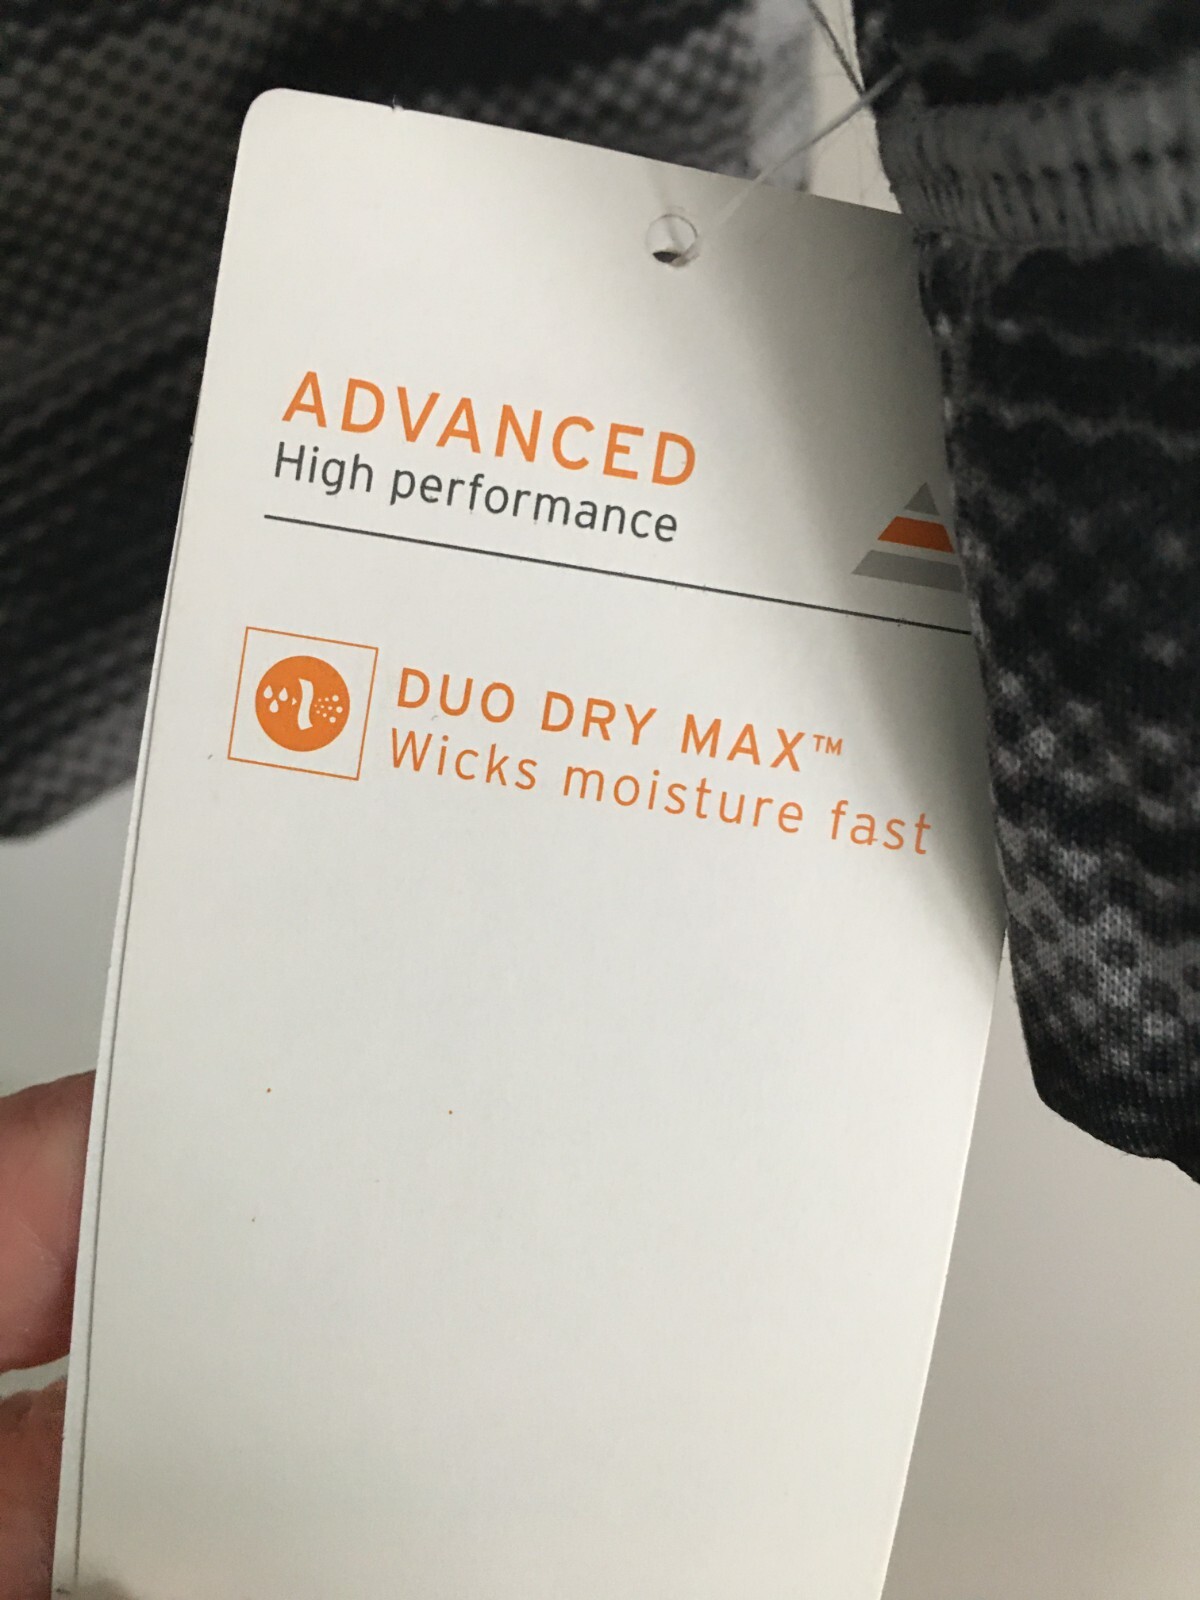 ADVANCED
High performance
DUO DRY MAX™
Wicks moisture fast